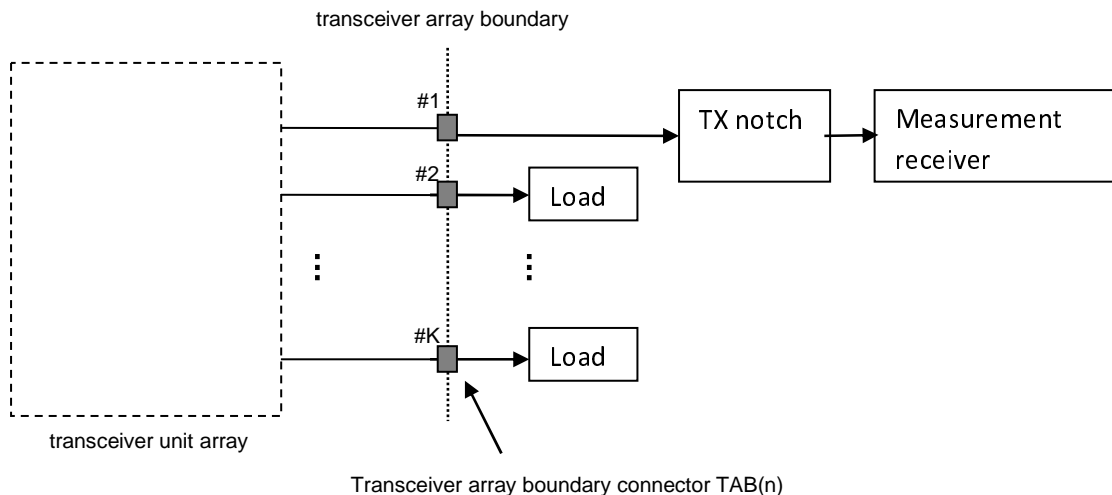 transceiver array boundary
#1
TX notch
Measurement
receiver
#2
Load
#K
Load
transceiver unit array
Transceiver array boundary connector TAB(n)